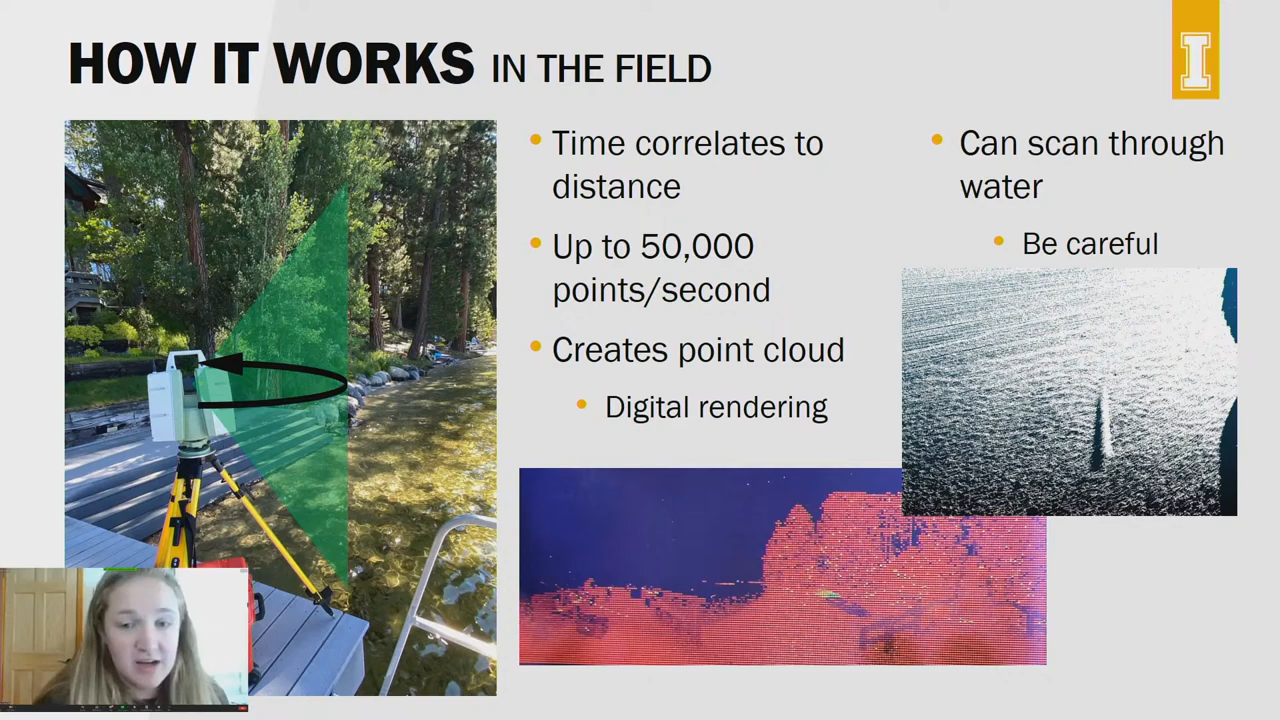 HOW IT WORKS IN THE FIELD
I
Time correlates to
distance
Up to 50,000
points/second
Creates point cloud
Digital rendering
Can scan through
water
Be careful